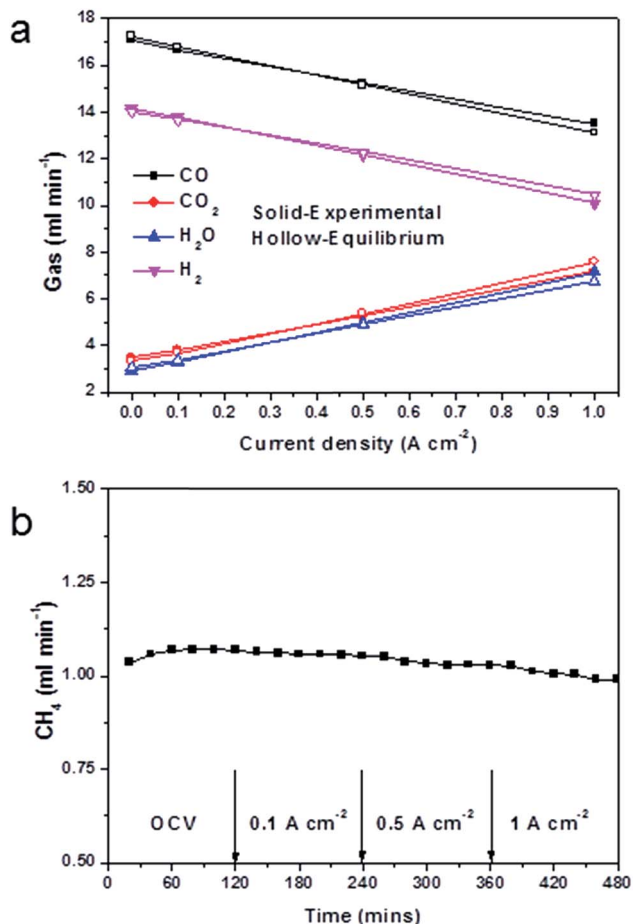 a
18
16
14
12
10
8
6
4
2
Gas (ml min⁻¹)
CO
CO₂
H₂O
H₂
Solid-Experimental
Hollow-Equilibrium
0.0 0.1 0.2 0.3 0.4 0.5 0.6 0.7 0.8 0.9 1.0
Current density (A cm⁻²)
b
1.50
1.25
1.00
0.75
0.50
CH₄ (ml min⁻¹)
OCV 0.1 A cm⁻² 0.5 A cm⁻² 1 A cm⁻²
0 60 120 180 240 300 360 420 480
Time (mins)